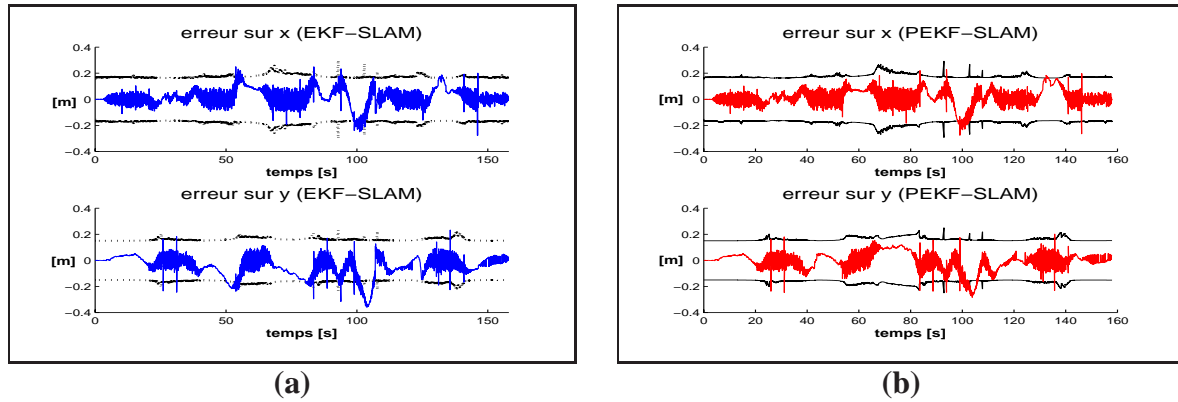 erreur sur x (EKF−SLAM)
0.4
0.2
[m] 0
−0.2
−0.4
0 50 100 150
temps [s]
erreur sur y (EKF−SLAM)
0.4
0.2
[m] 0
−0.2
−0.4
0 50 100 150
temps [s]
(a)
erreur sur x (PEKF−SLAM)
0.4
0.2
[m] 0
−0.2
−0.4
0 20 40 60 80 100 120 140 160
temps [s]
erreur sur y (PEKF−SLAM)
0.4
0.2
[m] 0
−0.2
−0.4
0 20 40 60 80 100 120 140 160
temps [s]
(b)